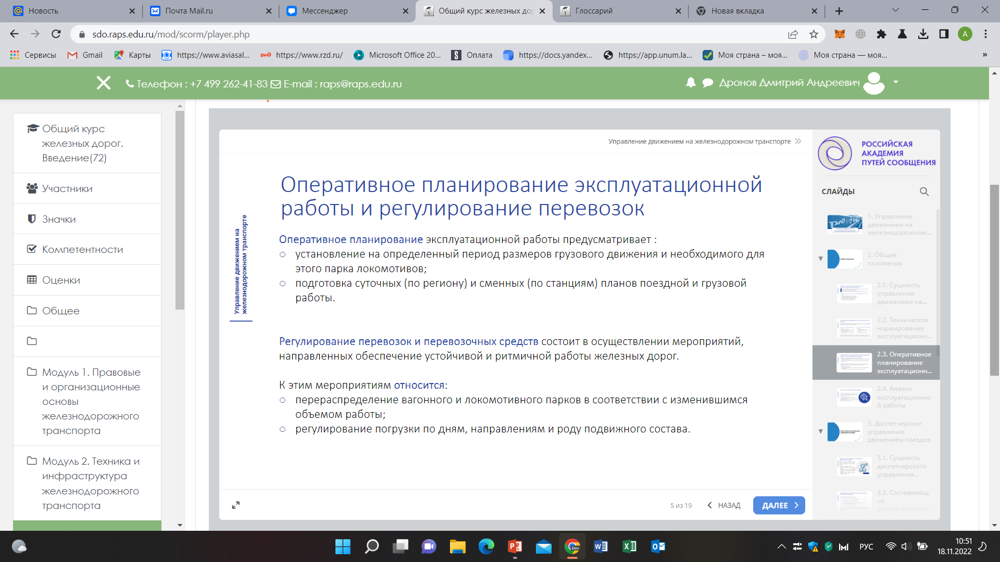 Новость
Почта Mail.ru
Мессенджер
Общий курс железных дор
Глоссарий
Новая вкладка
sdo.raps.edu.ru/mod/scorm/player.php
A
Сервисы
Gmail
Карты
https://www.aviasal...
https://www.rzd.ru/
Microsoft Office 20...
Оплата
https://docs.yandex...
https://app.unum.la...
Моя страна – моя...
Моя страна — моя...
»
Телефон : +7 499 262-41-83 E-mail : raps@raps.edu.ru
Дронов Дмитрий Андреевич
Общий курс
железных дорог.
Введение(72)
Участники
Значки
Компетентности
Оценки
Общее
Модуль 1. Правовые
и организационные
основы
железнодорожного
транспорта
Модуль 2. Техника и
инфраструктура
железнодорожного
транспорта
Управление движением на железнодорожном транспорте
Управление движением на
железнодорожном транспорте
Оперативное планирование эксплуатационной
работы и регулирование перевозок
Оперативное планирование эксплуатационной работы предусматривает :
○ установление на определенный период размеров грузового движения и необходимого для
этого парка локомотивов;
○ подготовка суточных (по региону) и сменных (по станциям) планов поездной и грузовой
работы.
Регулирование перевозок и перевозочных средств состоит в осуществлении мероприятий,
направленных обеспечение устойчивой и ритмичной работы железных дорог.
К этим мероприятиям относится:
○ перераспределение вагонного и локомотивного парков в соответствии с изменившимся
объемом работы;
○ регулирование погрузки по дням, направлениям и роду подвижного состава.
5 из 19
НАЗАД
ДАЛЕЕ
РОССИЙСКАЯ
АКАДЕМИЯ
ПУТЕЙ СООБЩЕНИЯ
СЛАЙДЫ
1. Управление
движением на
железнодорожном...
2. Общие
положения
2.1. Сущность
управления
движением на...
2.2. Техническое
нормирование
эксплуатационн...
2.3. Оперативное
планирование
эксплуатационн...
2.4. Анализ
эксплуатационно
й работы
3. Диспетчерское
управление
движением поездов
3.1. Сущность
диспетчерского
управления...
3.2. Составляющ
ие
диспетчерского...
Dev
РУС
10:51
18.11.2022